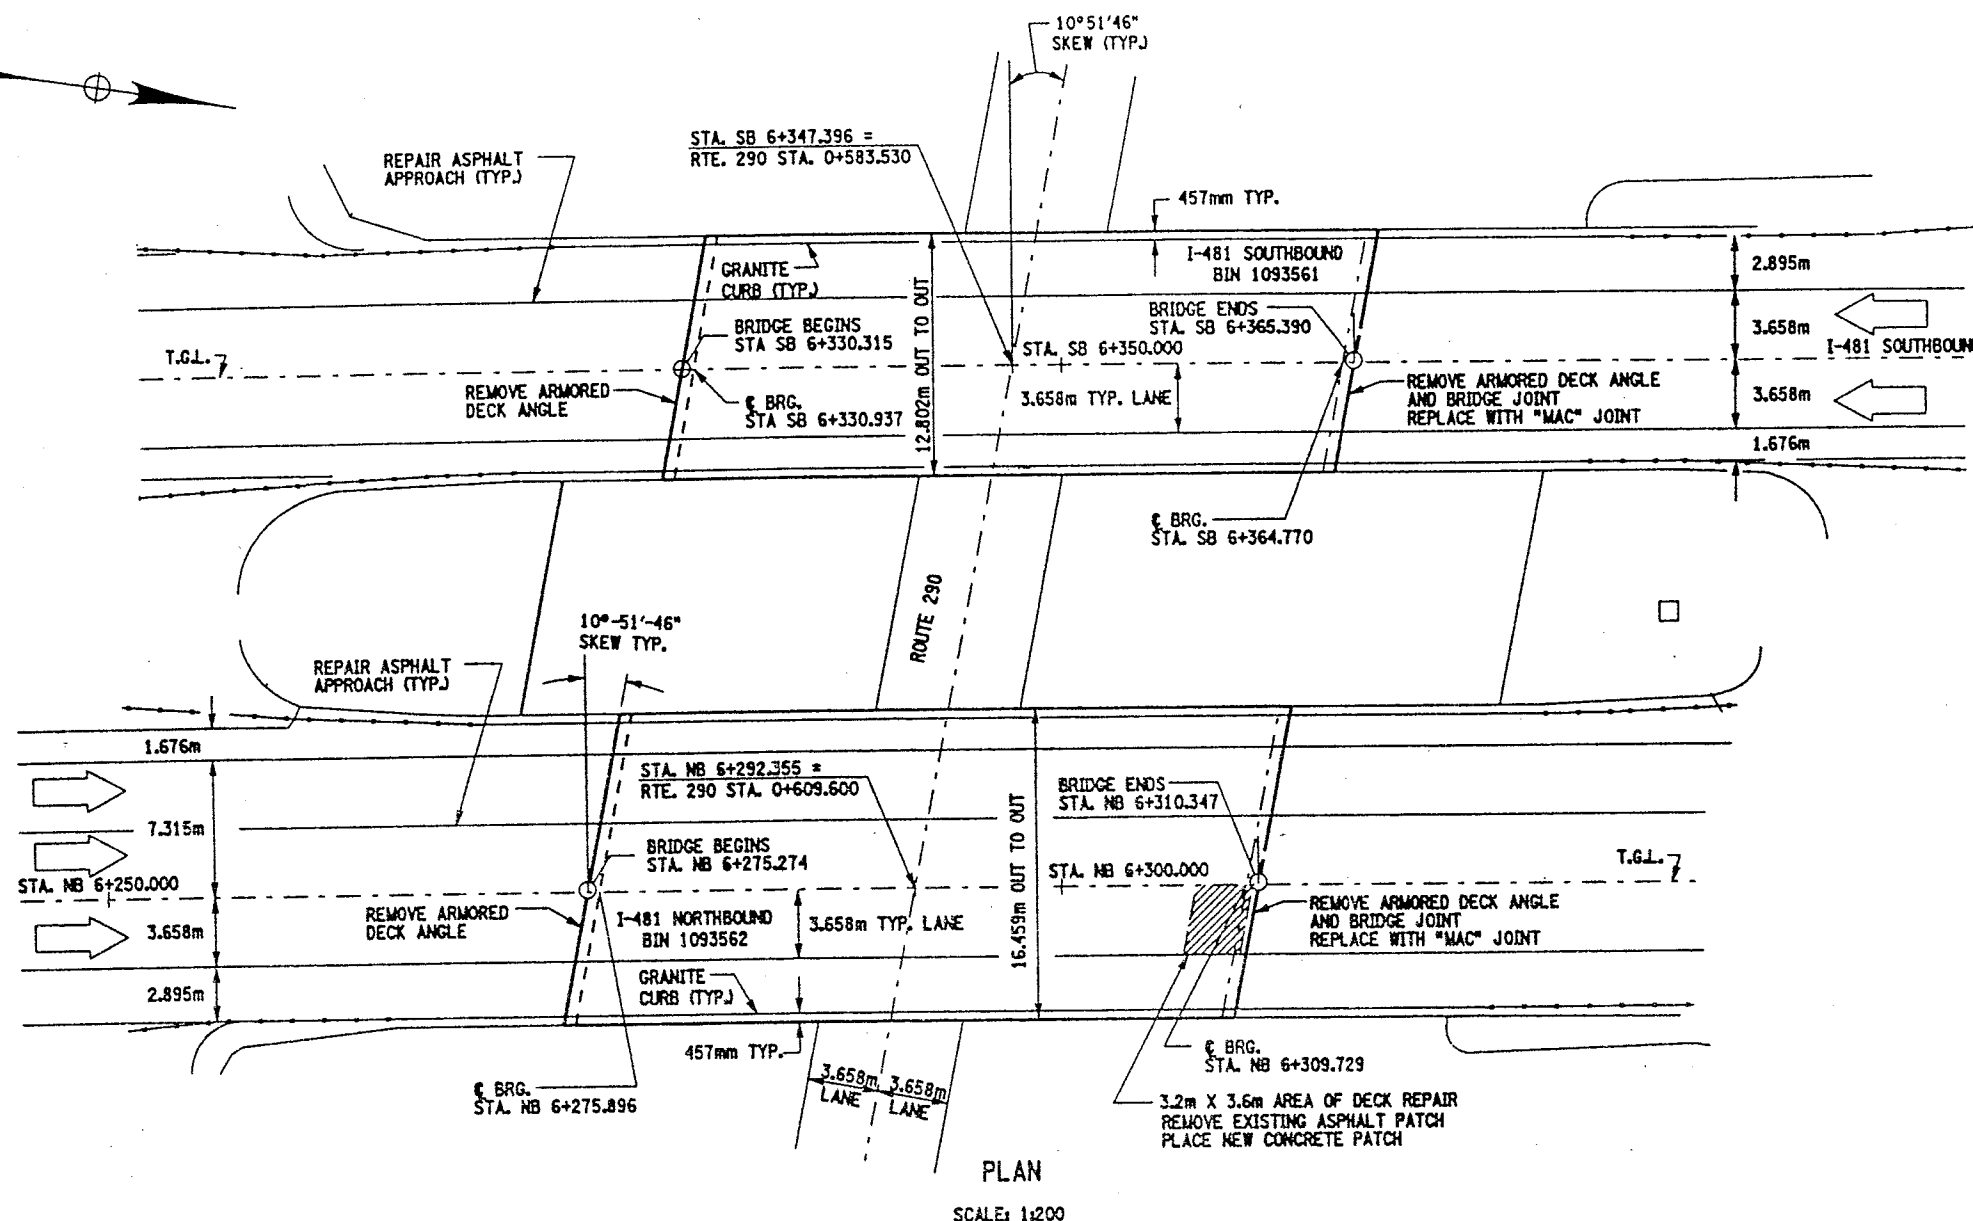 10°51'46"
SKEW (TYP.)
STA. SB 6+347.396 =
RTE. 290 STA. 0+583.530
REPAIR ASPHALT
APPROACH (TYP.)
457mm TYP.
I-481 SOUTHBOUND
BIN 1093561
GRANITE
CURB (TYP.)
2.895m
BRIDGE BEGINS
STA SB 6+330.315
12.802m OUT TO OUT
BRIDGE ENDS
STA. SB 6+365.390
3.658m
I-481 SOUTHBOUND
T.G.L.
STA. SB 6+350.000
REMOVE ARMORED
DECK ANGLE
℄ BRG.
STA SB 6+330.937
3.658m TYP. LANE
REMOVE ARMORED DECK ANGLE
AND BRIDGE JOINT
REPLACE WITH "MAC" JOINT
3.658m
1.676m
℄ BRG.
STA. SB 6+364.770
ROUTE 290
10°-51'-46"
SKEW TYP.
REPAIR ASPHALT
APPROACH (TYP.)
1.676m
STA. NB 6+292.355 =
RTE. 290 STA. 0+609.600
BRIDGE ENDS
STA. NB 6+310.347
16.459m OUT TO OUT
7.315m
BRIDGE BEGINS
STA. NB 6+275.274
STA. NB 6+300.000
T.G.L.
STA. NB 6+250.000
REMOVE ARMORED
DECK ANGLE
I-481 NORTHBOUND
BIN 1093562
3.658m TYP. LANE
REMOVE ARMORED DECK ANGLE
AND BRIDGE JOINT
REPLACE WITH "MAC" JOINT
3.658m
GRANITE
CURB (TYP.)
2.895m
457mm TYP.
℄ BRG.
STA. NB 6+309.729
℄ BRG.
STA. NB 6+275.896
3.658m
LANE
3.658m
LANE
3.2m X 3.6m AREA OF DECK REPAIR
REMOVE EXISTING ASPHALT PATCH
PLACE NEW CONCRETE PATCH
PLAN
SCALE: 1:200